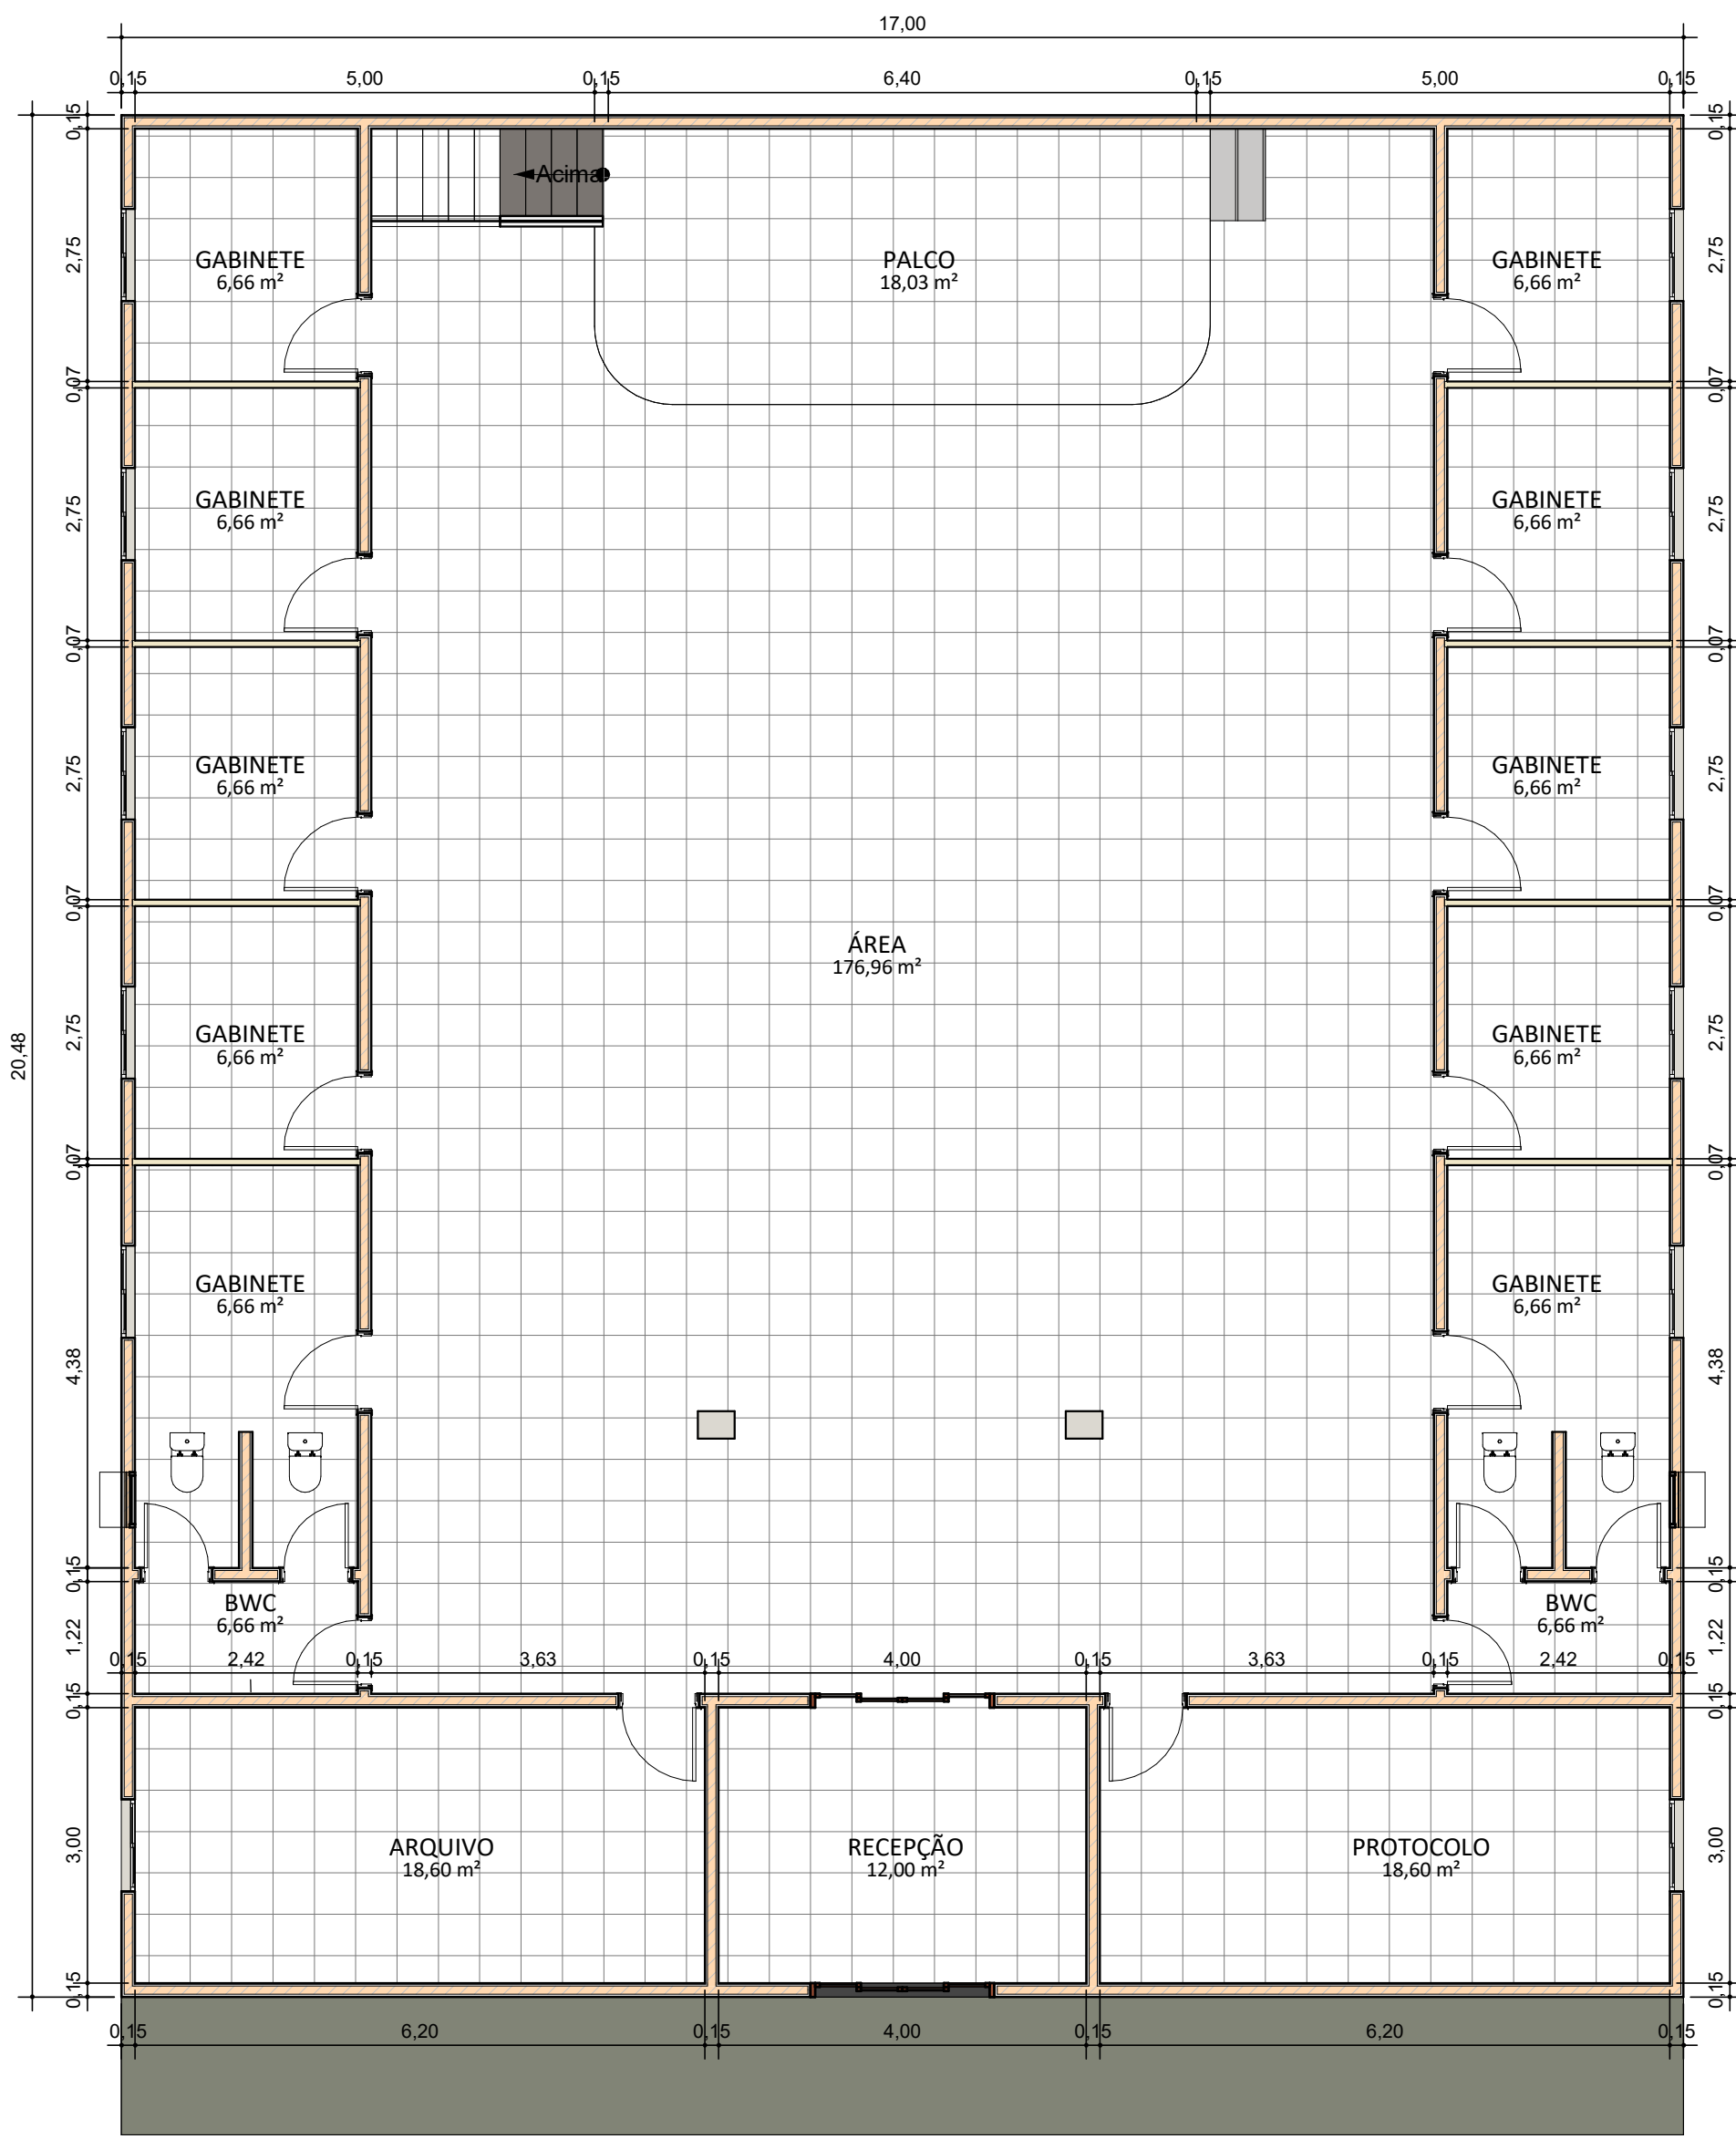 17,00
0,15 5,00 0,15 6,40 0,15 5,00 0,15
0,15 0,15
Acima
2,75 GABINETE PALCO GABINETE 2,75
6,66 m² 18,03 m² 6,66 m²
0,07 0,07
2,75 GABINETE GABINETE 2,75
6,66 m² 6,66 m²
0,07 0,07
2,75 GABINETE GABINETE 2,75
6,66 m² 6,66 m²
0,07 0,07
ÁREA
176,96 m²
20,48
2,75 GABINETE GABINETE 2,75
6,66 m² 6,66 m²
0,07 0,07
GABINETE GABINETE
6,66 m² 6,66 m²
4,38 4,38
0,15 0,15
BWC BWC
1,22 6,66 m² 6,66 m² 1,22
0,15 2,42 0,15 3,63 0,15 4,00 0,15 3,63 0,15 2,42 0,15
0,15 0,15
3,00 ARQUIVO RECEPÇÃO PROTOCOLO 3,00
18,60 m² 12,00 m² 18,60 m²
0,15 0,15
0,15 6,20 0,15 4,00 0,15 6,20 0,15